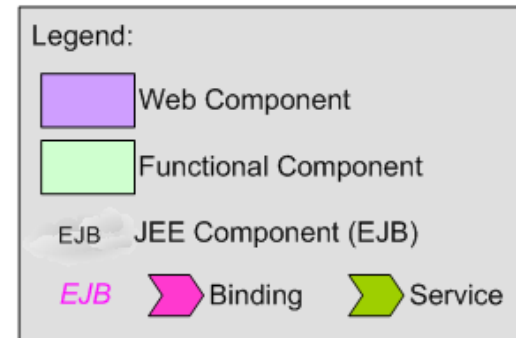 Legend:
Web Component
Functional Component
EJB JEE Component (EJB)
EJB Binding Service